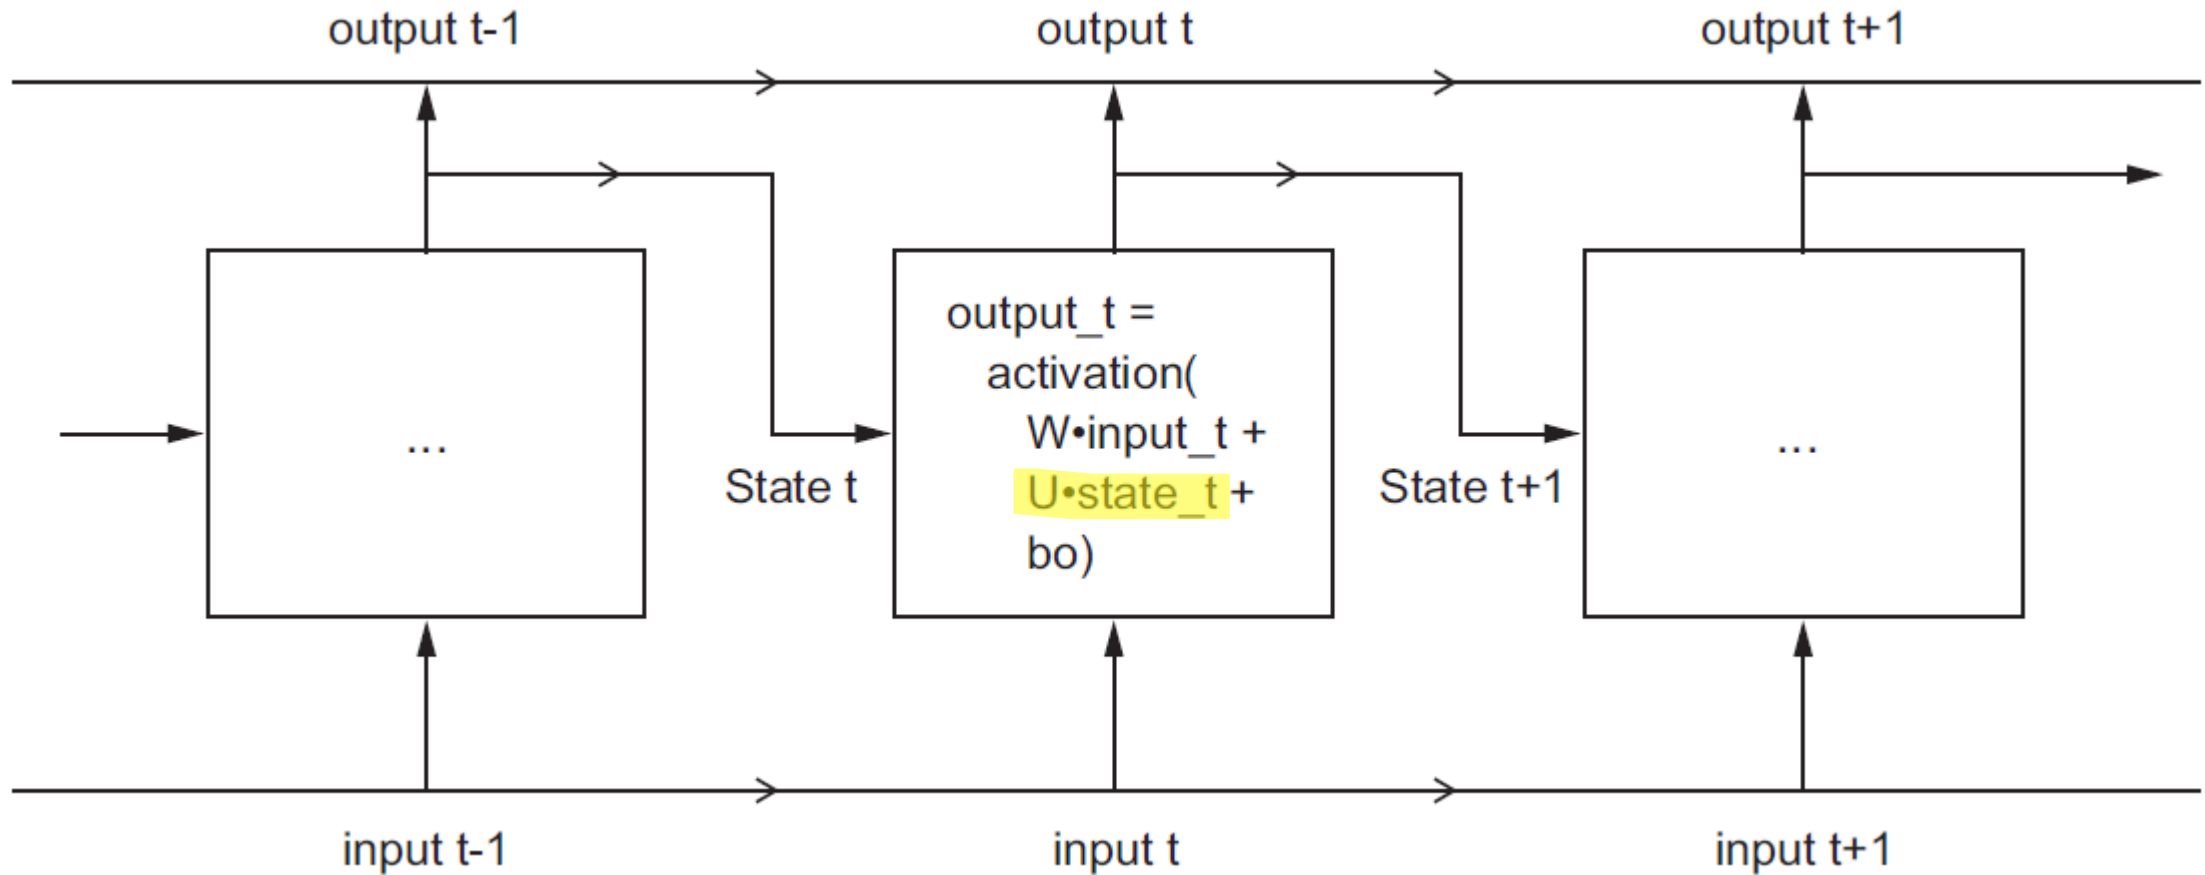 output t-1
output t
output t+1
output_t =
activation(
W•input_t +
U•state_t +
bo)
...
...
State t
State t+1
input t-1
input t
input t+1